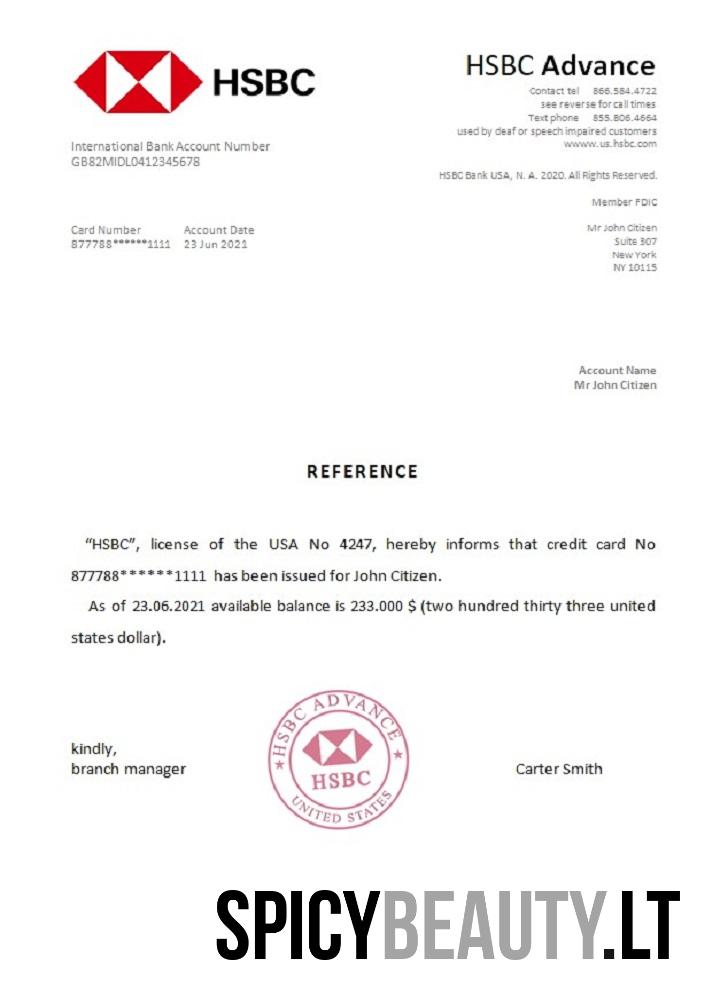 HSBC
HSBC Advance
Contact tel 866.584.4722
see reverse for call times
Text phone 855.806.4664
used by deaf or speech impaired customers
wwww.us.hsbc.com
International Bank Account Number
GB82MIDL0412345678
HSBC Bank USA, N. A. 2020. All Rights Reserved.
Member FDIC
Card Number Account Date
877788******1111 23 Jun 2021
Mr John Citizen
Suite 307
New York
NY 10115
Account Name
Mr John Citizen
REFERENCE
“HSBC”, license of the USA No 4247, hereby informs that credit card No
877788******1111 has been issued for John Citizen.
As of 23.06.2021 available balance is 233.000 $ (two hundred thirty three united
states dollar).
HSBC ADVANCE
HSBC
UNITED STATES
kindly,
branch manager
Carter Smith
SPICYBEAUTY.LT